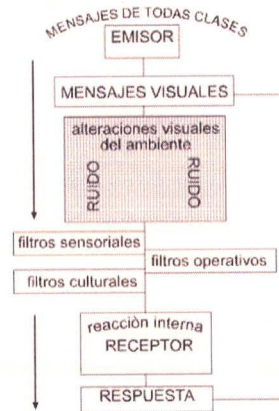 MENSAJES DE TODAS CLASES
EMISOR
MENSAJES VISUALES
alteraciones visuales
del ambiente
RUIDO
RUIDO
filtros sensoriales
filtros operativos
filtros culturales
reacciòn interna
RECEPTOR
RESPUESTA